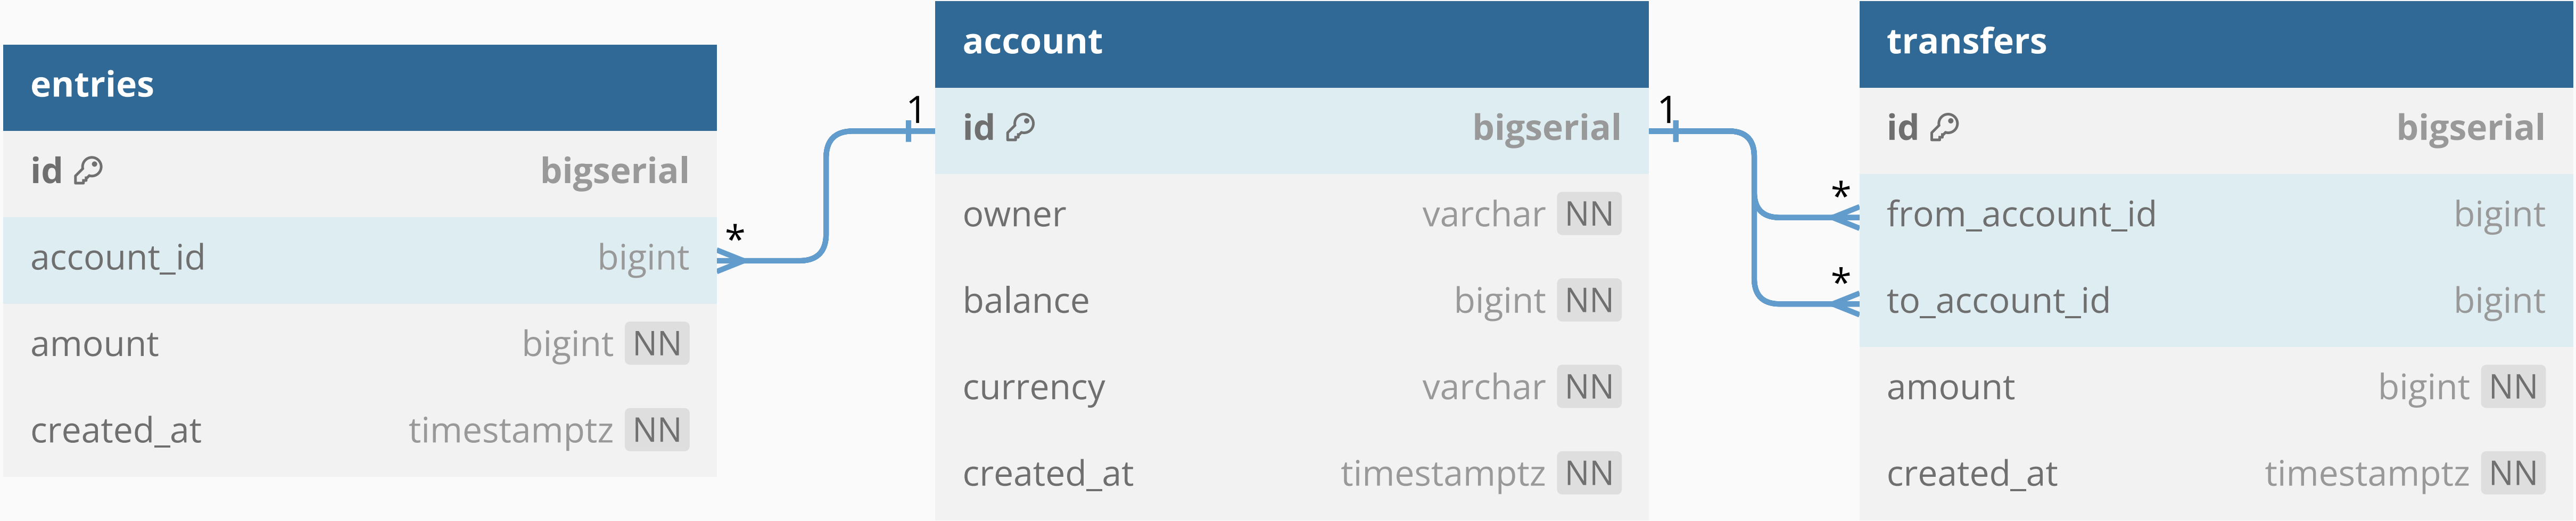 entries
id bigserial
account_id bigint
amount bigint NN
created_at timestamptz NN
*
1
account
id bigserial
owner varchar NN
balance bigint NN
currency varchar NN
created_at timestamptz NN
1
*
*
transfers
id bigserial
from_account_id bigint
to_account_id bigint
amount bigint NN
created_at timestamptz NN